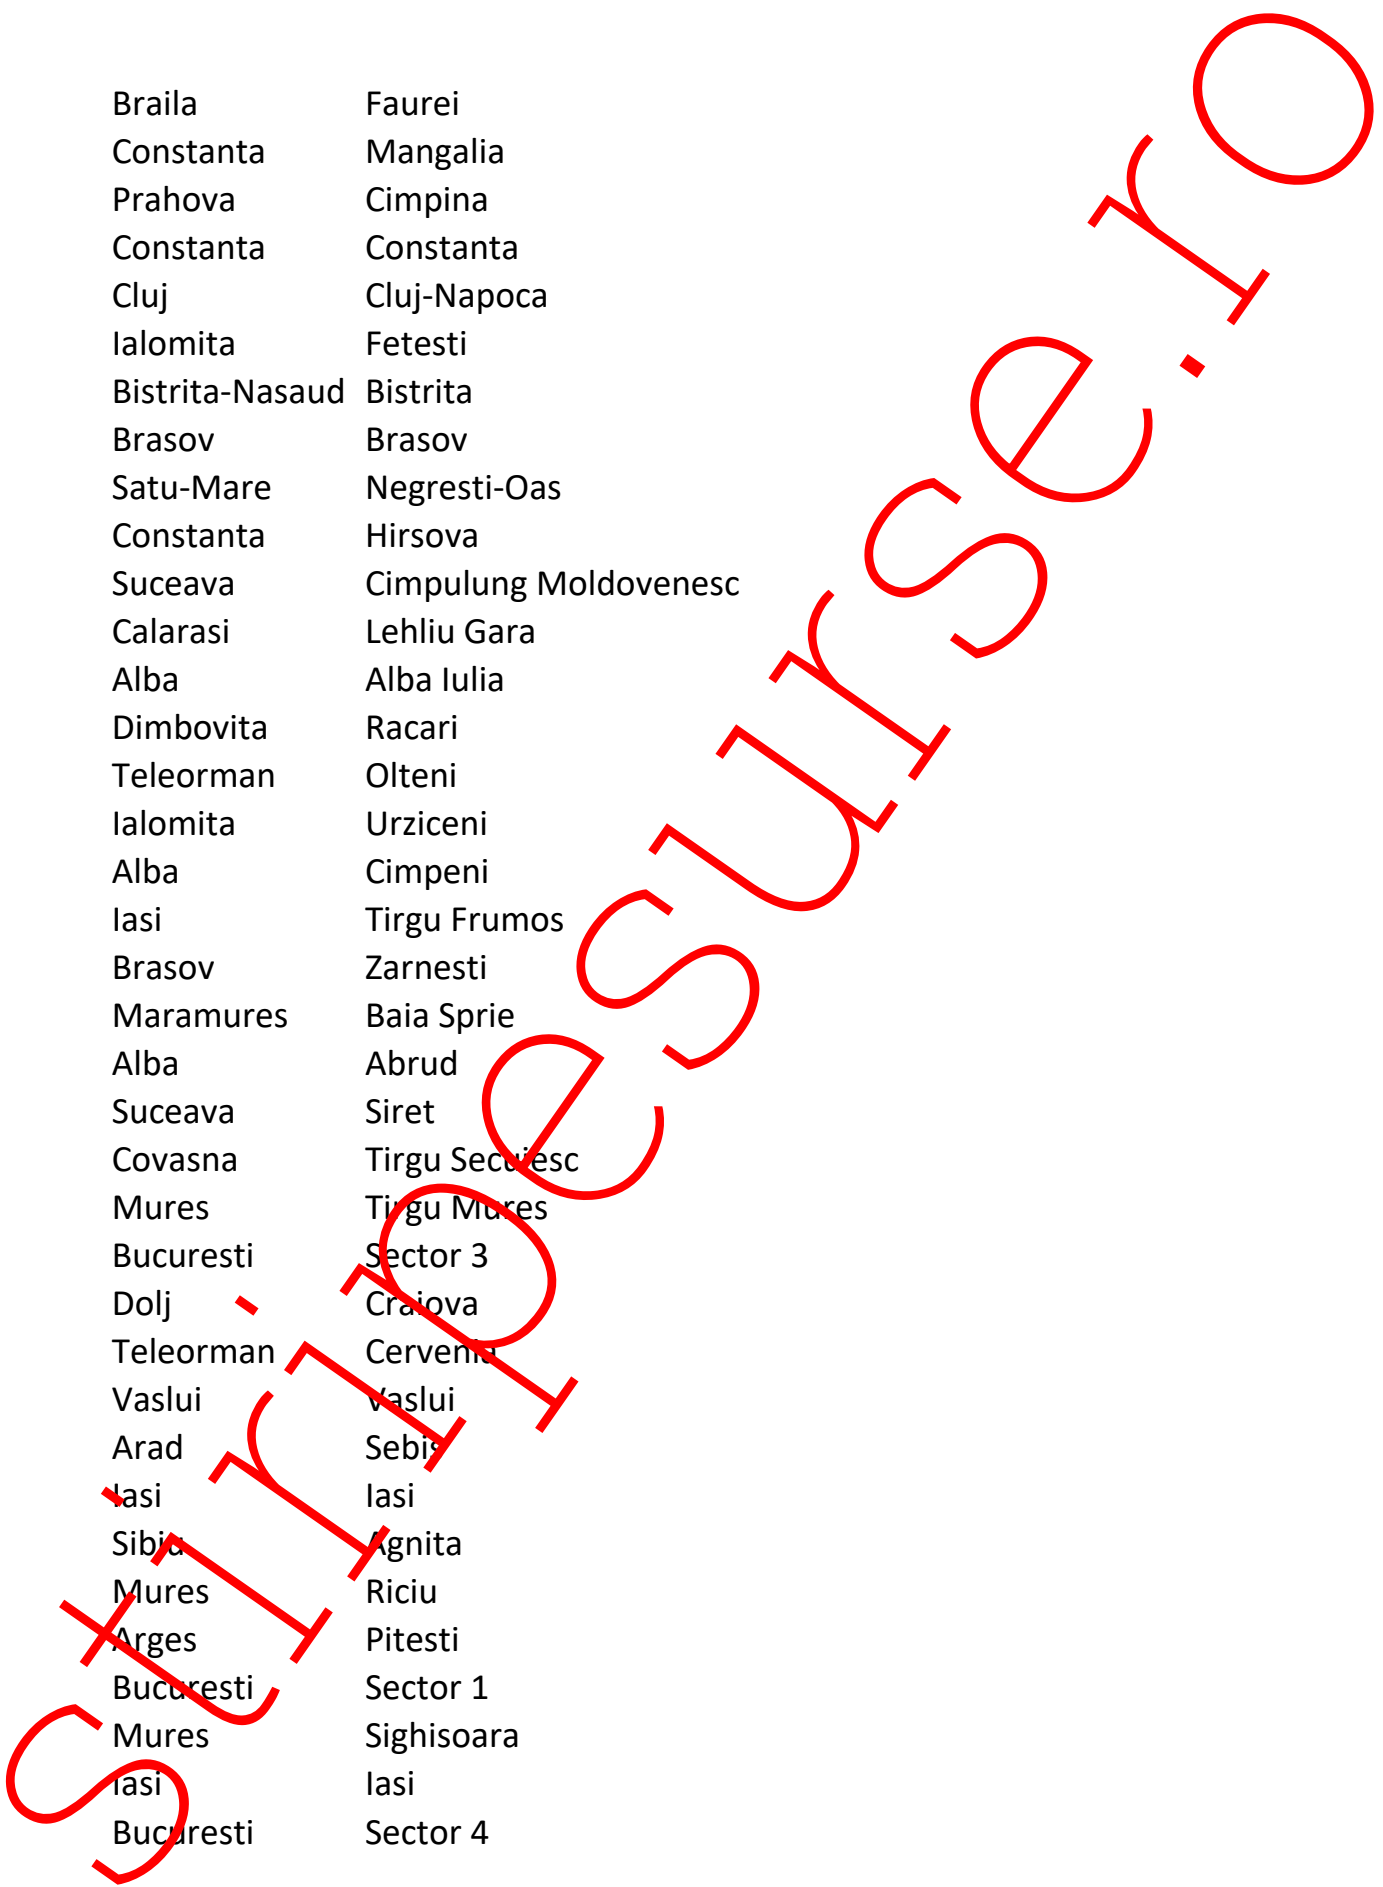 Braila Faurei
Constanta Mangalia
Prahova Cimpina
Constanta Constanta
Cluj Cluj-Napoca
Ialomita Fetesti
Bistrita-Nasaud Bistrita
Brasov Brasov
Satu-Mare Negresti-Oas
Constanta Hirsova
Suceava Cimpulung Moldovenesc
Calarasi Lehliu Gara
Alba Alba Iulia
Dimbovita Racari
Teleorman Olteni
Ialomita Urziceni
Alba Cimpeni
Iasi Tirgu Frumos
Brasov Zarnesti
Maramures Baia Sprie
Alba Abrud
Suceava Siret
Covasna Tirgu Secuiesc
Mures Tirgu Mures
Bucuresti Sector 3
Dolj Craiova
Teleorman Cervenia
Vaslui Vaslui
Arad Sebis
Iasi Iasi
Sibiu Agnita
Mures Riciu
Arges Pitesti
Bucuresti Sector 1
Mures Sighisoara
Iasi Iasi
Bucuresti Sector 4
stiripesurse.ro